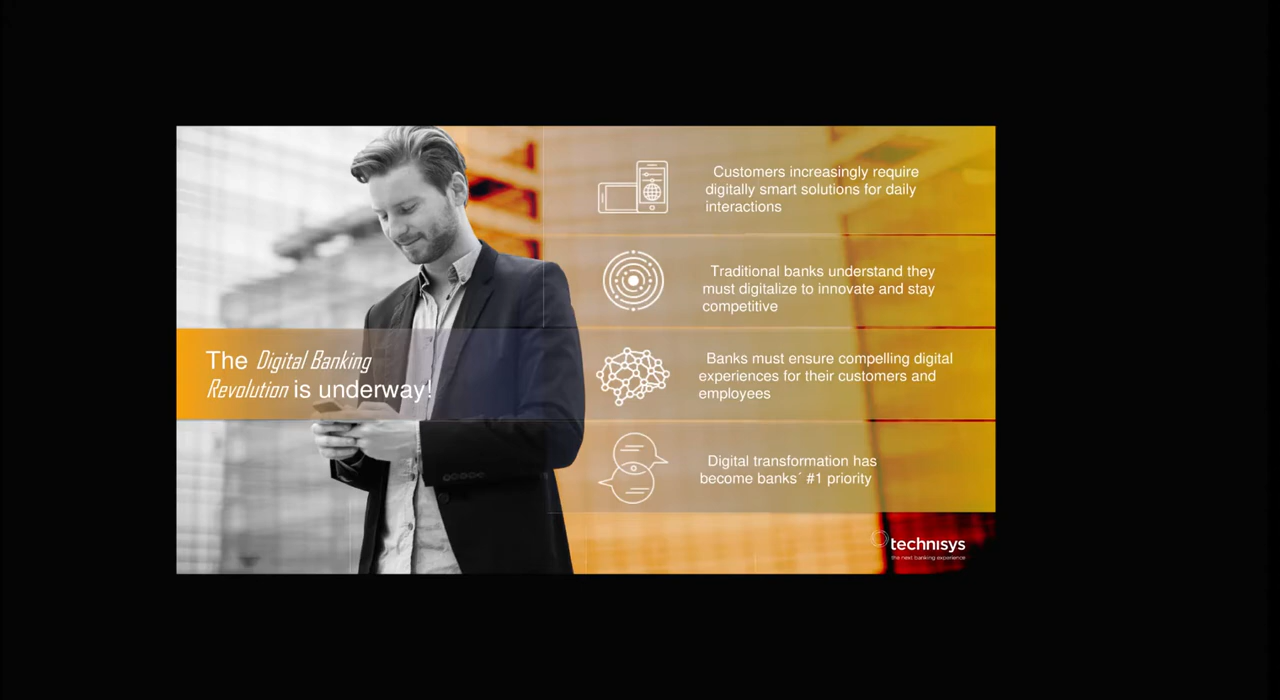 The Digital Banking
Revolution is underway!
Customers increasingly require
digitally smart solutions for daily
interactions
Traditional banks understand they
must digitalize to innovate and stay
competitive
Banks must ensure compelling digital
experiences for their customers and
employees
Digital transformation has
become banks´ #1 priority
technisys
the next banking experience